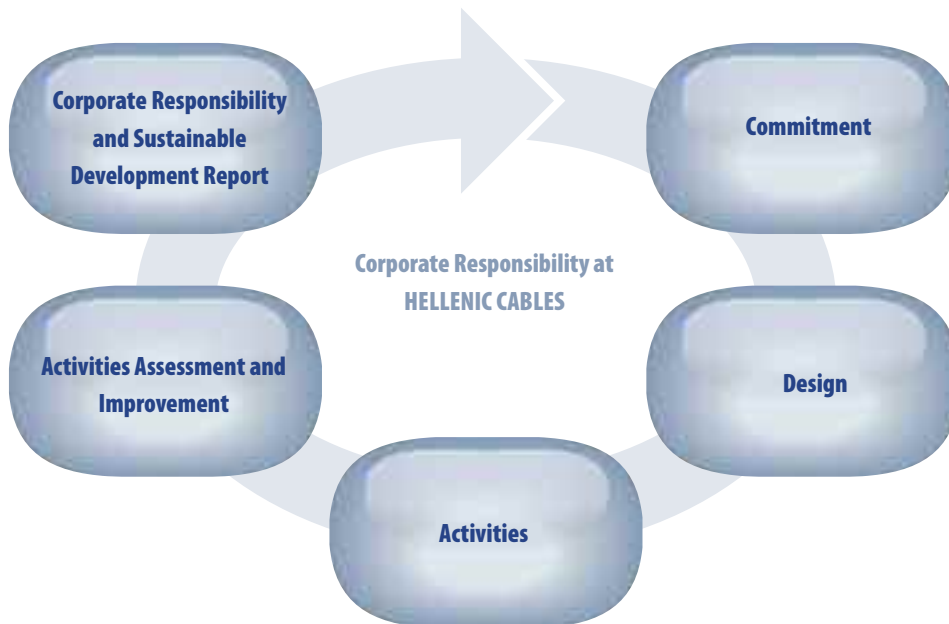 Corporate Responsibility
and Sustainable
Development Report
Commitment
Corporate Responsibility at
HELLENIC CABLES
Activities Assessment and
Improvement
Design
Activities